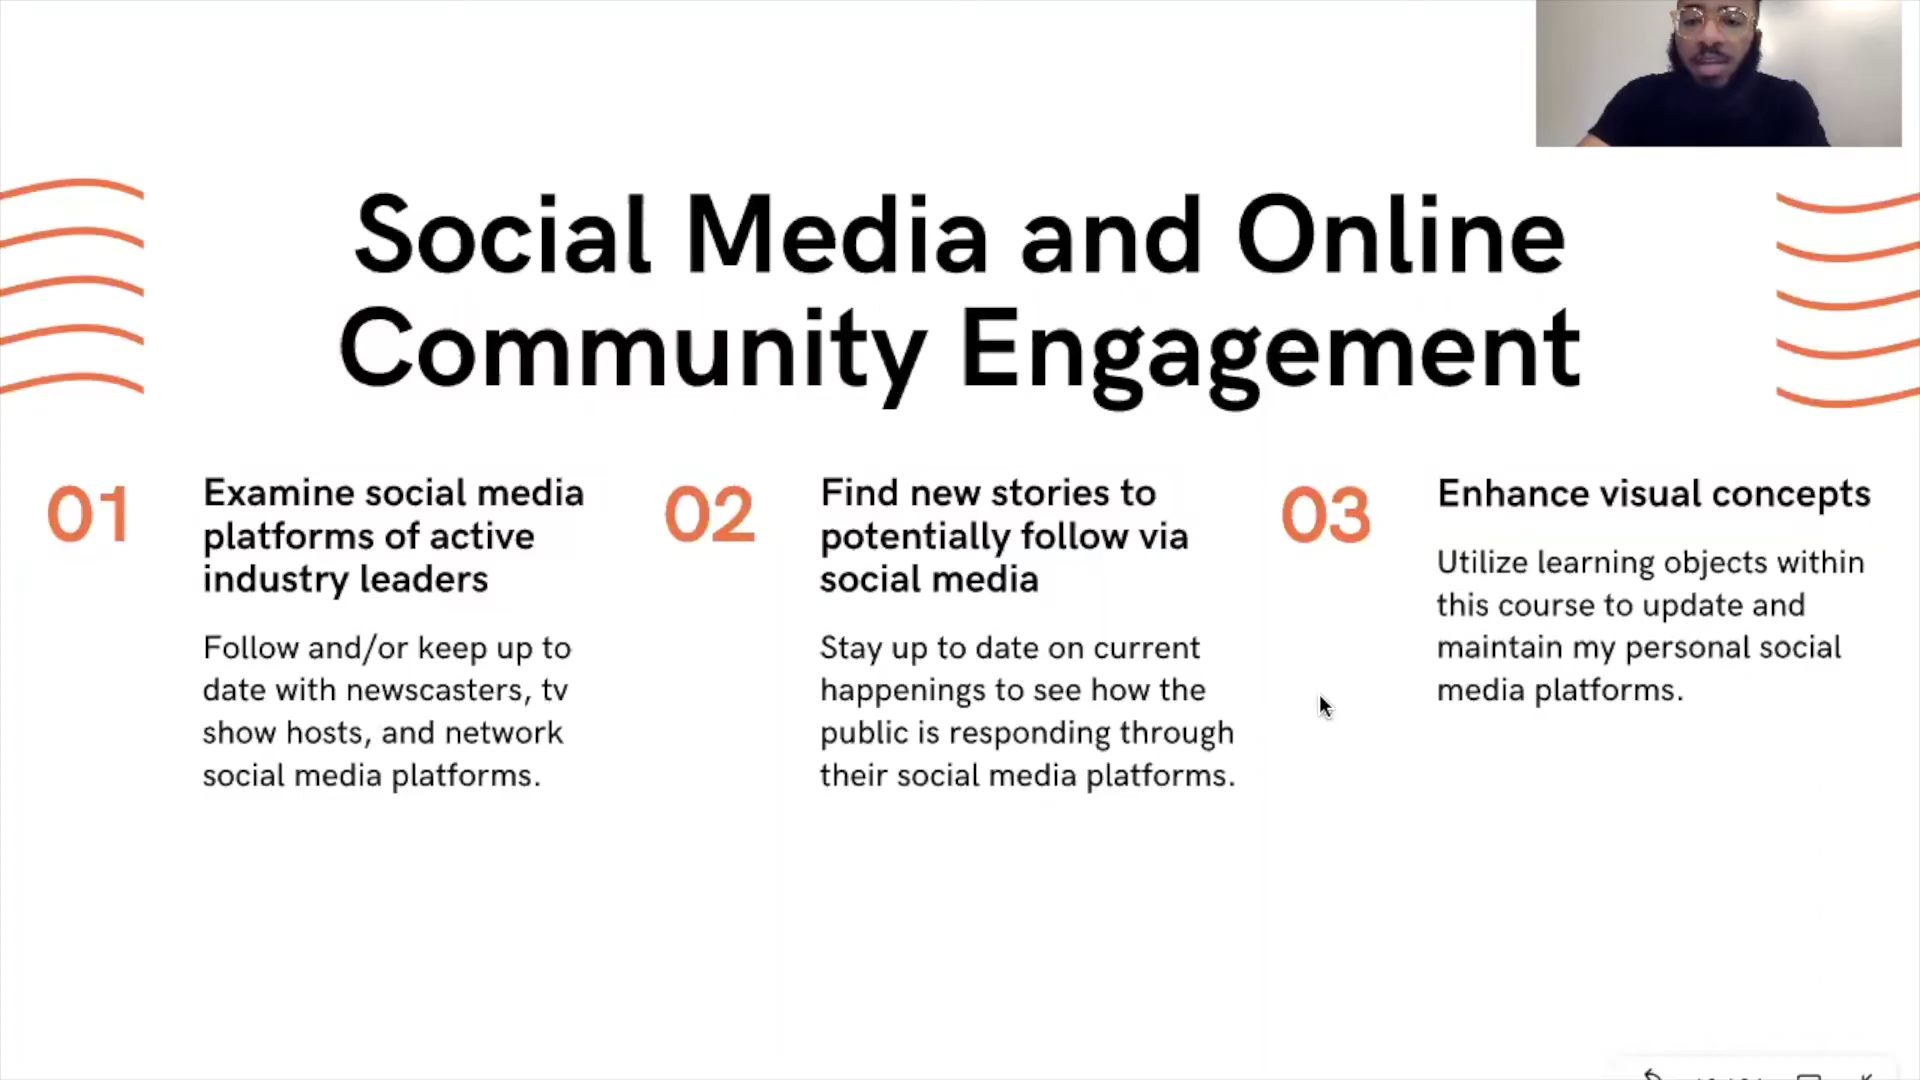 Social Media and Online
Community Engagement
01
Examine social media
platforms of active
industry leaders
Follow and/or keep up to
date with newscasters, tv
show hosts, and network
social media platforms.
02
Find new stories to
potentially follow via
social media
Stay up to date on current
happenings to see how the
public is responding through
their social media platforms.
03
Enhance visual concepts
Utilize learning objects within
this course to update and
maintain my personal social
media platforms.